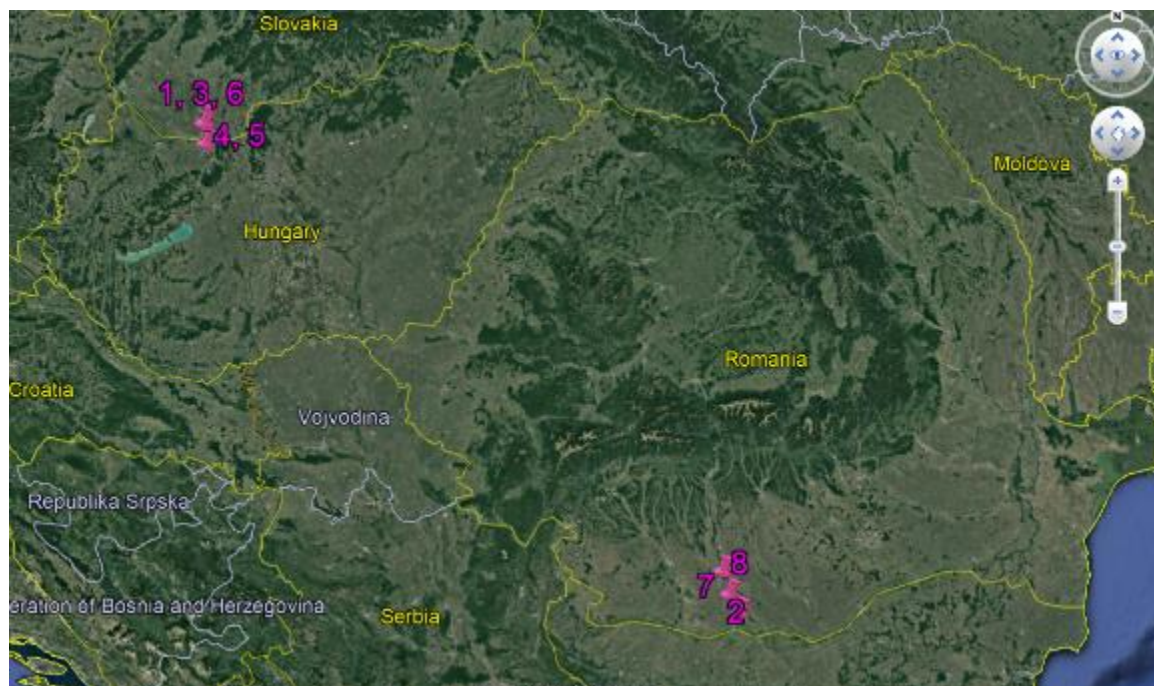 Slovakia
N
1, 3, 6
4, 5
Moldova
Hungary
Romania
Croatia
Vojvodina
Republika Srpska
8
7
eration of Bosnia and Herzegovina
2
Serbia